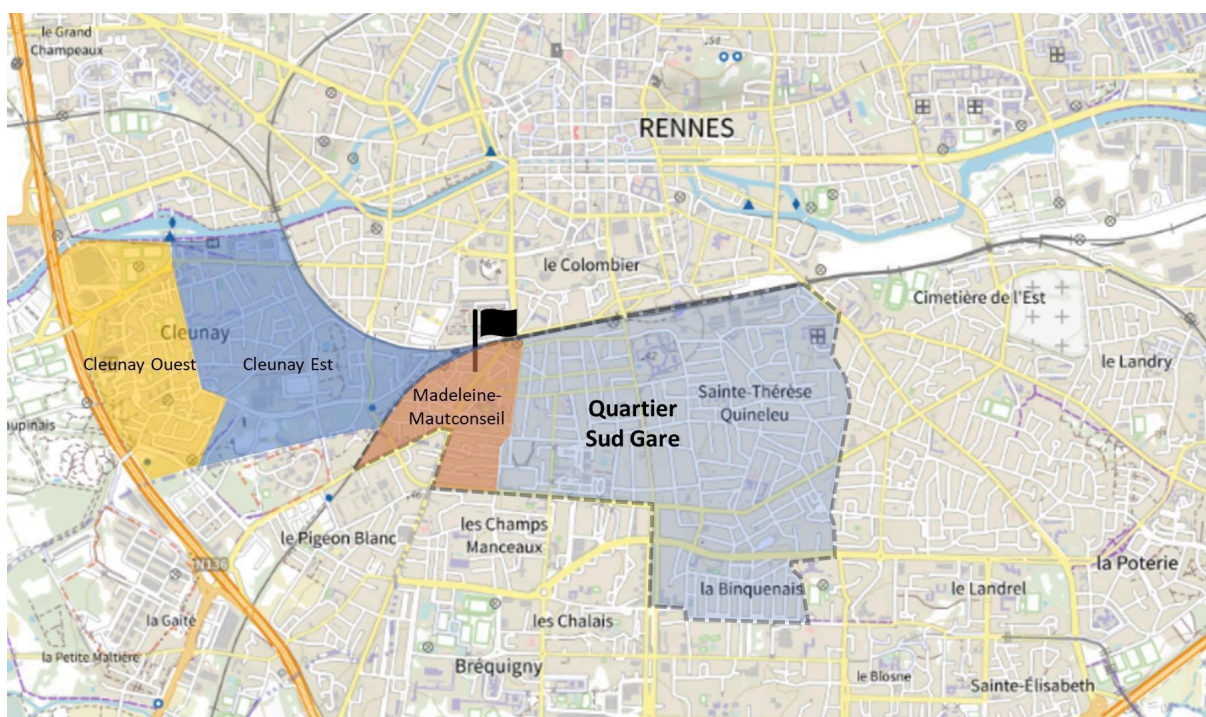 le Grand
Champeaux
RENNES
le Colombier
Cimetière de l'Est
Cleunay
le Landry
Cleunay Ouest
Cleunay Est
Madeleine-
Mautconseil
Quartier
Sud Gare
Sainte-Thérèse
Quineleu
aupinais
les Champs
Manceaux
le Pigeon Blanc
N136
la Poterie
la Binquenais
le Landrel
la Gaité
les Chalais
la Petite Maltière
Bréquigny
le Blosne
Sainte-Élisabeth